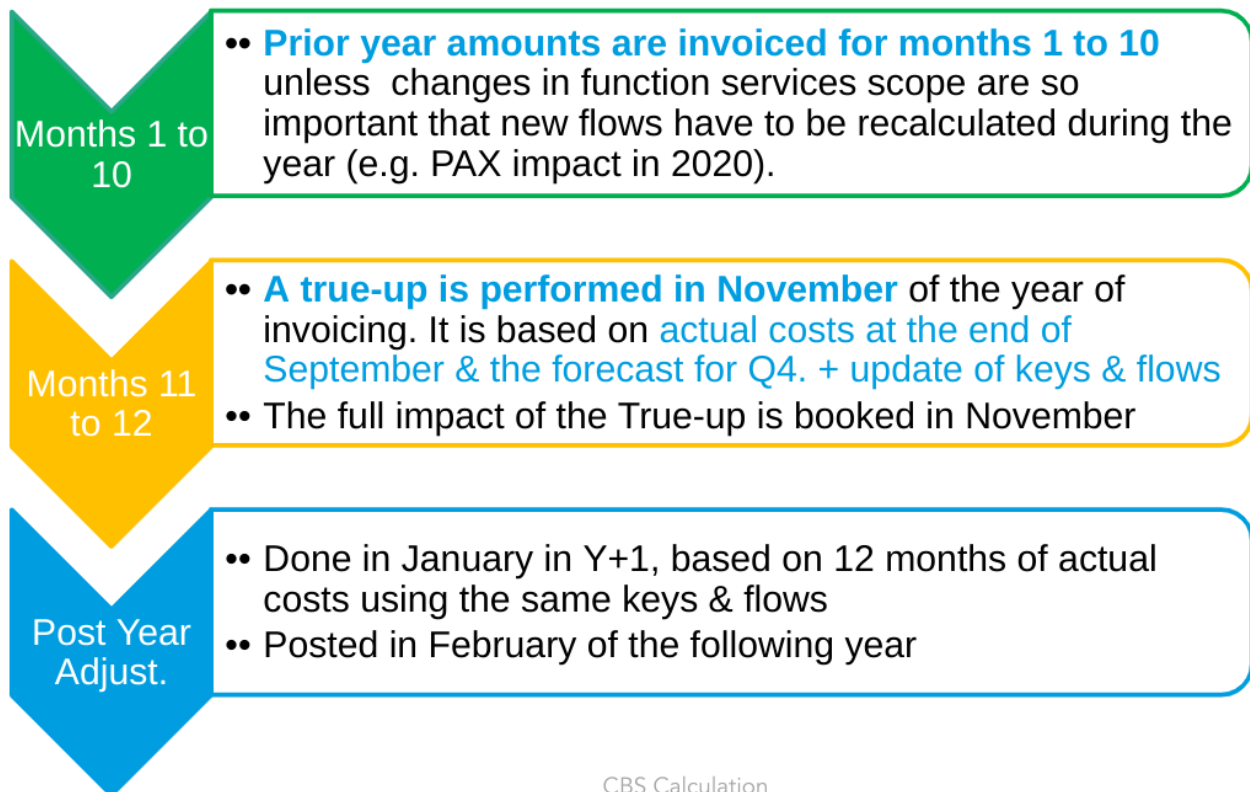 Months 1 to
10
•• Prior year amounts are invoiced for months 1 to 10
unless  changes in function services scope are so
important that new flows have to be recalculated during the
year (e.g. PAX impact in 2020).
Months 11
to 12
•• A true-up is performed in November of the year of
invoicing. It is based on actual costs at the end of
September & the forecast for Q4. + update of keys & flows
•• The full impact of the True-up is booked in November
Post Year
Adjust.
•• Done in January in Y+1, based on 12 months of actual
costs using the same keys & flows
•• Posted in February of the following year
CBS Calculation